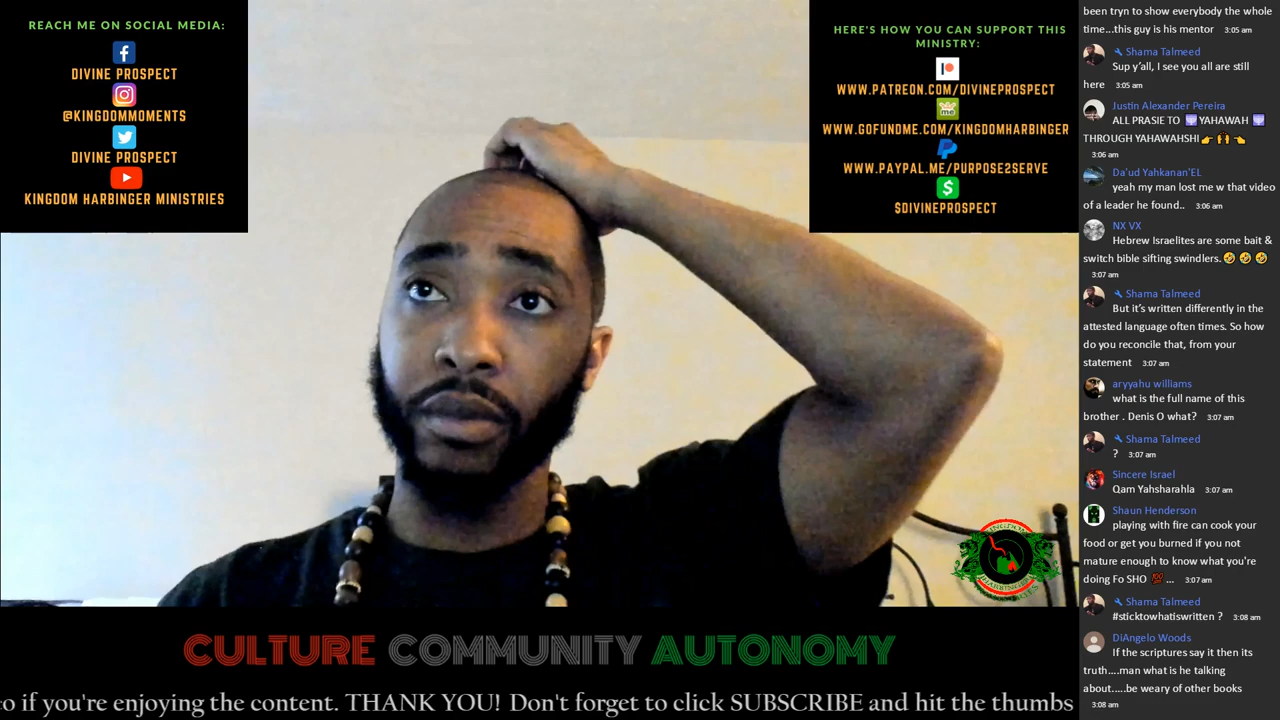 REACH ME ON SOCIAL MEDIA:
DIVINE PROSPECT
@KINGDOMMOMENTS
DIVINE PROSPECT
KINGDOM HARBINGER MINISTRIES
HERE'S HOW YOU CAN SUPPORT THIS
MINISTRY:
WWW.PATREON.COM/DIVINEPROSPECT
me
WWW.GOFUNDME.COM/KINGDOMHARBINGER
WWW.PAYPAL.ME/PURPOSE2SERVE
$DIVINEPROSPECT
been tryn to show everybody the whole
time...this guy is his mentor 3:05 am
Shama Talmeed
Sup y'all, I see you all are still
here 3:05 am
Justin Alexander Pereira
ALL PRASIE TO 🕎 YAHAWAH 🕎
THROUGH YAHAWAHSHI 👉 🙌 👈
3:06 am
Da'ud Yahkanan'EL
yeah my man lost me w that video
of a leader he found.. 3:06 am
NX VX
Hebrew Israelites are some bait &
switch bible sifting swindlers. 🤣 🤣 🤣
3:07 am
Shama Talmeed
But it's written differently in the
attested language often times. So how
do you reconcile that, from your
statement 3:07 am
aryyahu williams
what is the full name of this
brother . Denis O what? 3:07 am
Shama Talmeed
? 3:07 am
Sincere Israel
Qam Yahsharahla 3:07 am
Shaun Henderson
playing with fire can cook your
food or get you burned if you not
mature enough to know what you're
doing Fo SHO 💯 ... 3:07 am
Shama Talmeed
#sticktowhatiswritten ? 3:08 am
DiAngelo Woods
If the scriptures say it then its
truth....man what is he talking
about.....be weary of other books
3:08 am
KINGDOM
HARBINGER
CULTURE COMMUNITY AUTONOMY
o if you're enjoying the content. THANK YOU! Don't forget to click SUBSCRIBE and hit the thumbs